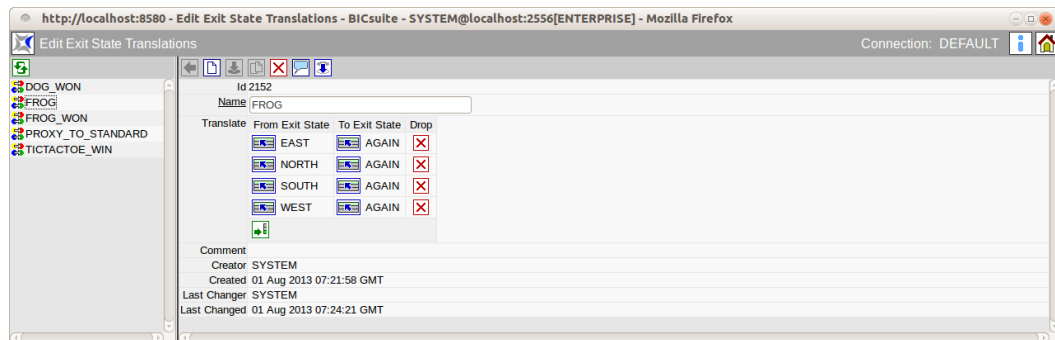 http://localhost:8580 - Edit Exit State Translations - BICsuite - SYSTEM@localhost:2556[ENTERPRISE] - Mozilla Firefox
Edit Exit State Translations Connection: DEFAULT
DOG_WON
FROG
FROG_WON
PROXY_TO_STANDARD
TICTACTOE_WIN
Id 2152
Name FROG
Translate From Exit State To Exit State Drop
EAST AGAIN
NORTH AGAIN
SOUTH AGAIN
WEST AGAIN
Comment
Creator SYSTEM
Created 01 Aug 2013 07:21:58 GMT
Last Changer SYSTEM
Last Changed 01 Aug 2013 07:24:21 GMT